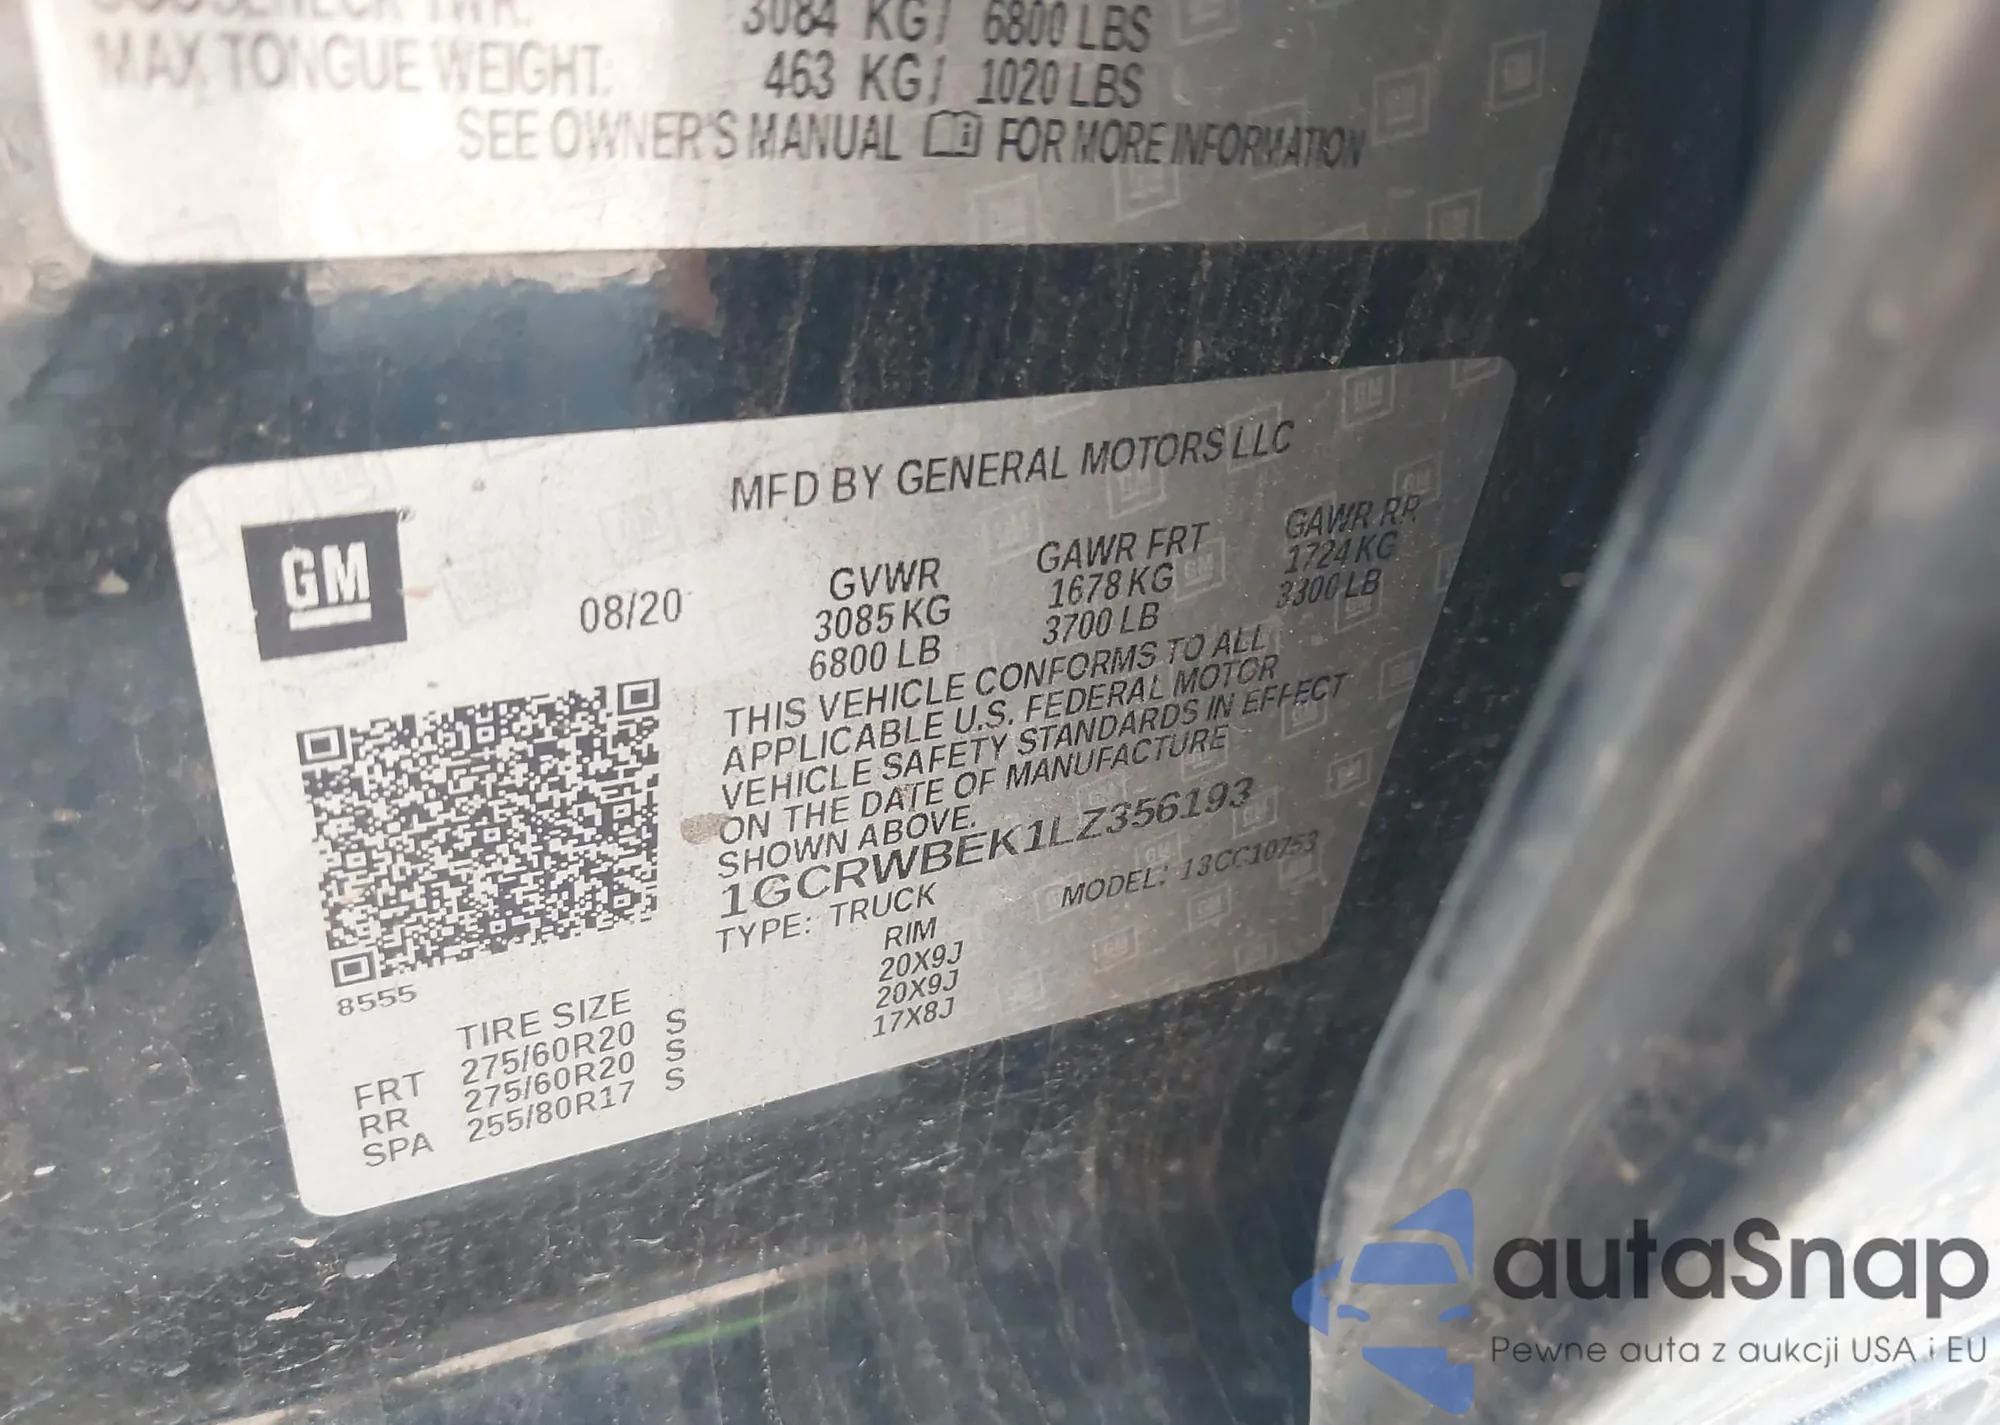 GOOSENECK TWR: 3084 KG/ 6800 LBS
MAX TONGUE WEIGHT: 463 KG/ 1020 LBS
SEE OWNER'S MANUAL FOR MORE INFORMATION
MFD BY GENERAL MOTORS LLC
GM
08/20
GVWR GAWR FRT GAWR RR
3085 KG 1678 KG 1724 KG
6800 LB 3700 LB 3300 LB
THIS VEHICLE CONFORMS TO ALL
APPLICABLE U.S. FEDERAL MOTOR
VEHICLE SAFETY STANDARDS IN EFFECT
ON THE DATE OF MANUFACTURE
SHOWN ABOVE.
1GCRWBEK1LZ356193
TYPE: TRUCK MODEL: 13CC10753
8555
TIRE SIZE RIM
FRT 275/60R20 S 20X9J
RR 275/60R20 S 20X9J
SPA 255/80R17 S 17X8J
autaSnap
Pewne auta z aukcji USA i EU